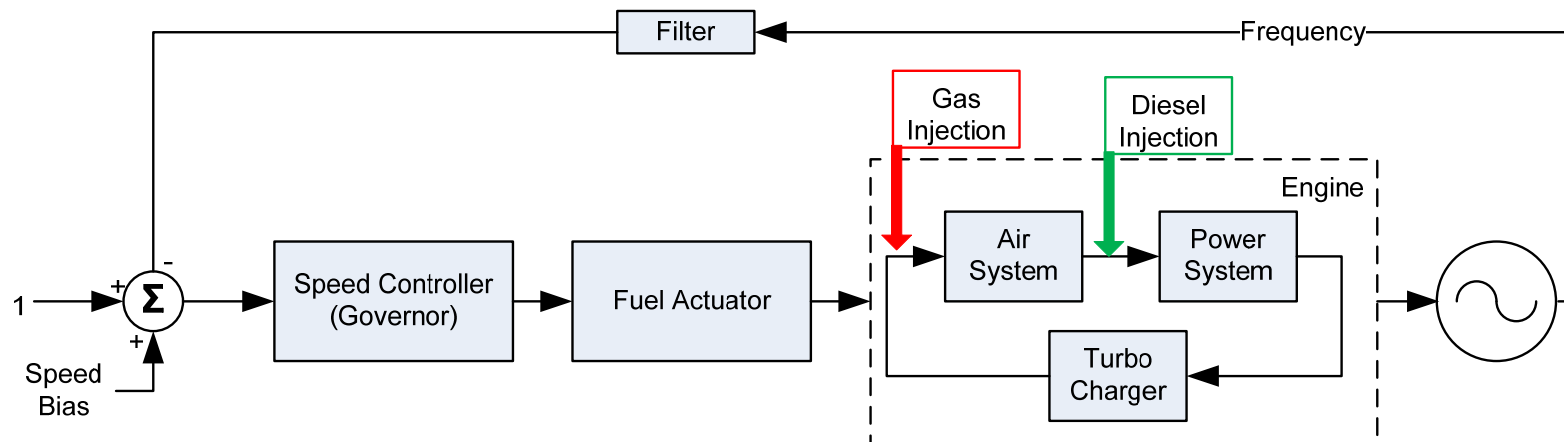 Filter
Frequency
Gas
Injection
Diesel
Injection
Engine
Air
System
Power
System
-
+
1
Σ
Speed Controller
(Governor)
Fuel Actuator
+
Speed
Bias
Turbo
Charger